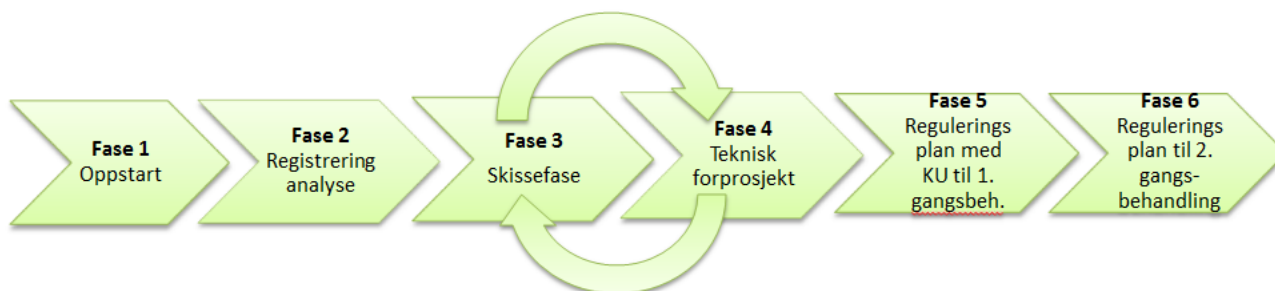 Fase 1
Oppstart
Fase 2
Registrering
analyse
Fase 3
Skissefase
Fase 4
Teknisk
forprosjekt
Fase 5
Regulerings
plan med
KU til 1.
gangsbeh.
Fase 6
Regulerings
plan til 2.
gangs-
behandling